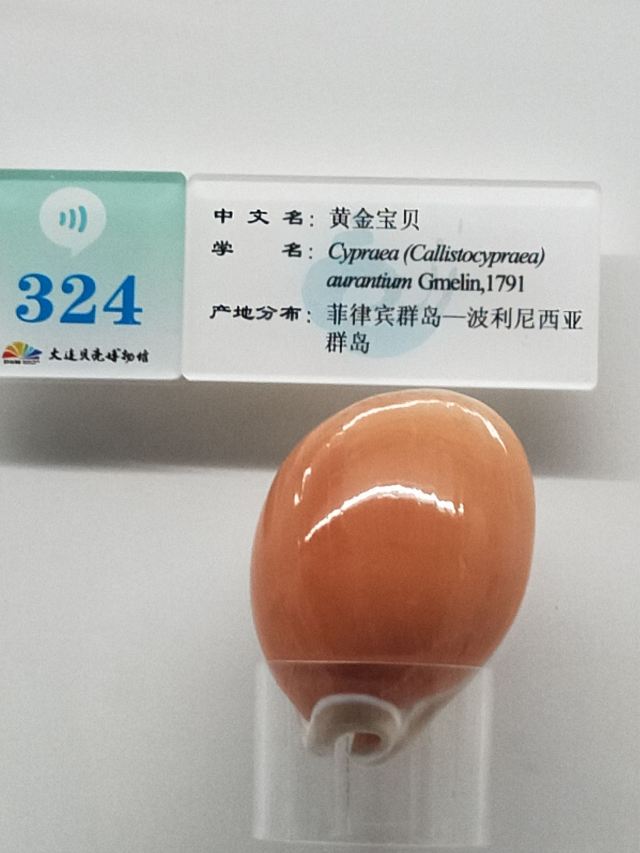 324
大连贝壳博物馆
中文名：黄金宝贝
学名：Cypraea (Callistocypraea)
aurantium Gmelin,1791
产地分布：菲律宾群岛—波利尼西亚
群岛